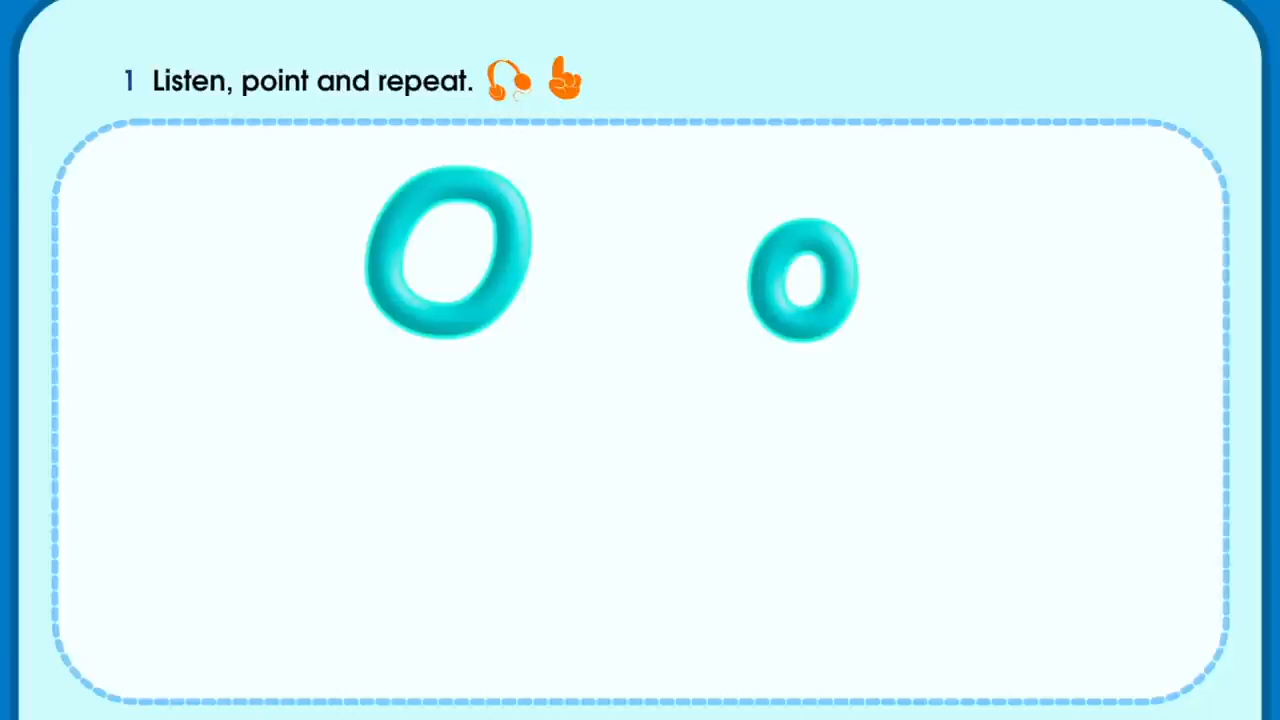 1 Listen, point and repeat.
O o